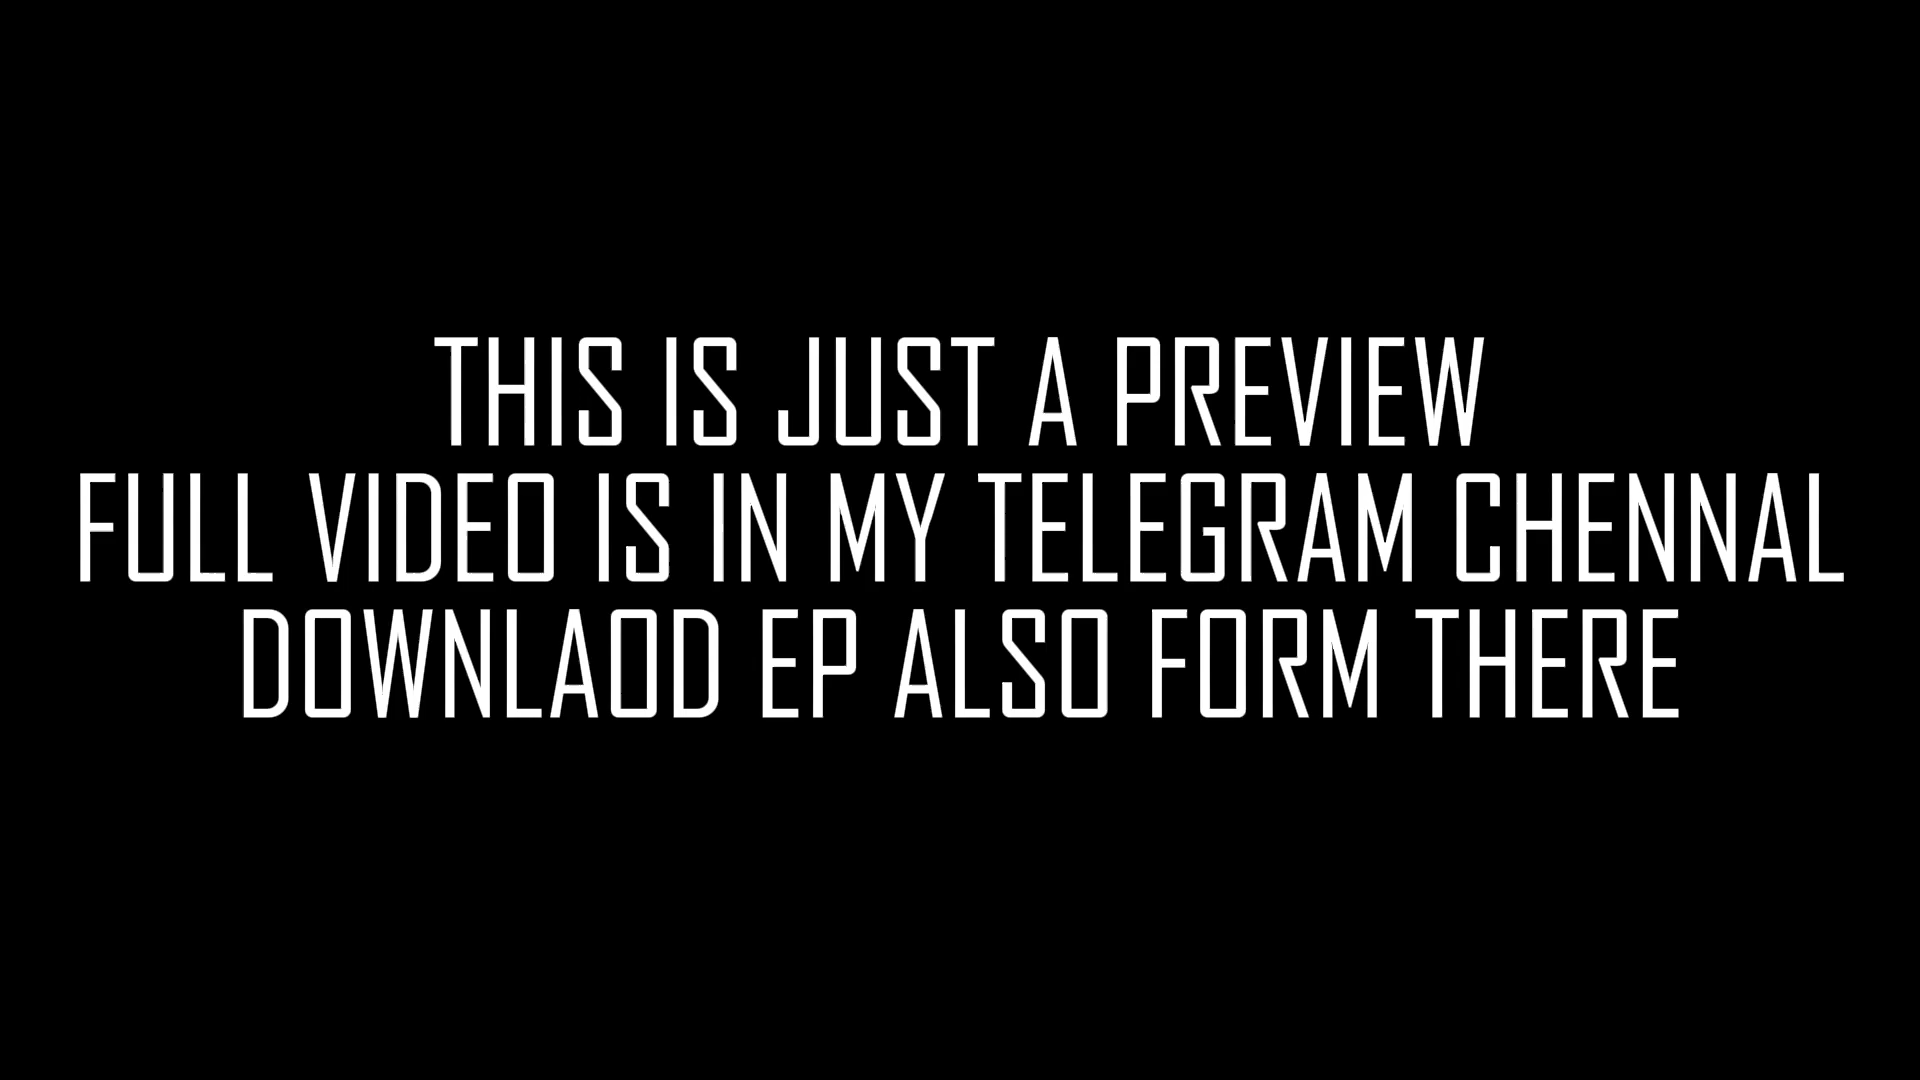 THIS IS JUST A PREVIEW
FULL VIDEO IS IN MY TELEGRAM CHENNAL
DOWNLAOD EP ALSO FORM THERE